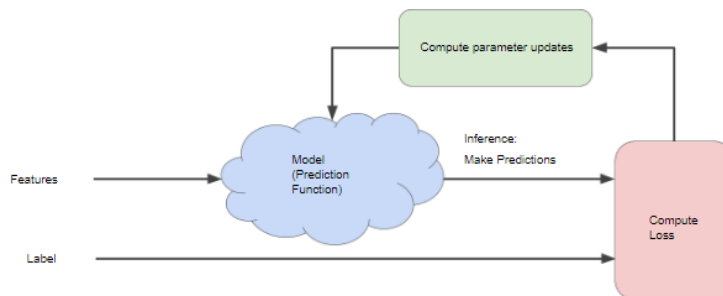 Compute parameter updates
Inference:
Make Predictions
Model
(Prediction
Function)
Features
Compute
Loss
Label